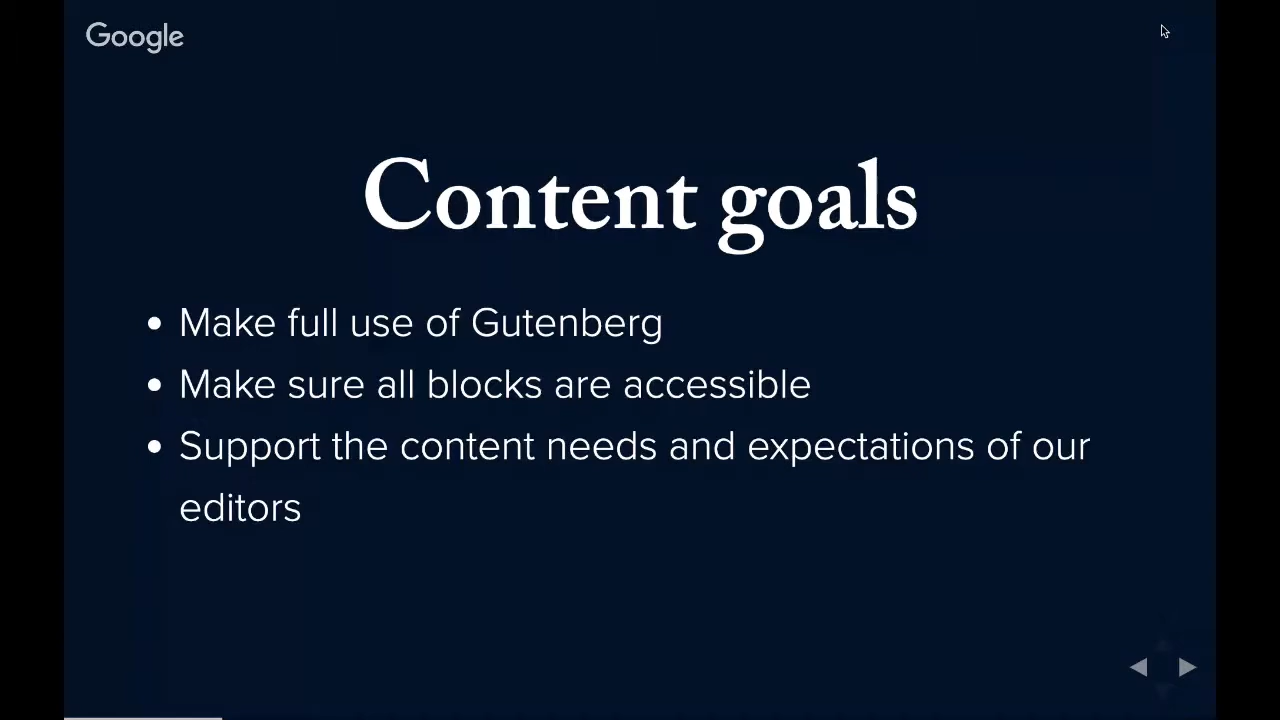 Google
Content goals
• Make full use of Gutenberg
• Make sure all blocks are accessible
• Support the content needs and expectations of our
editors